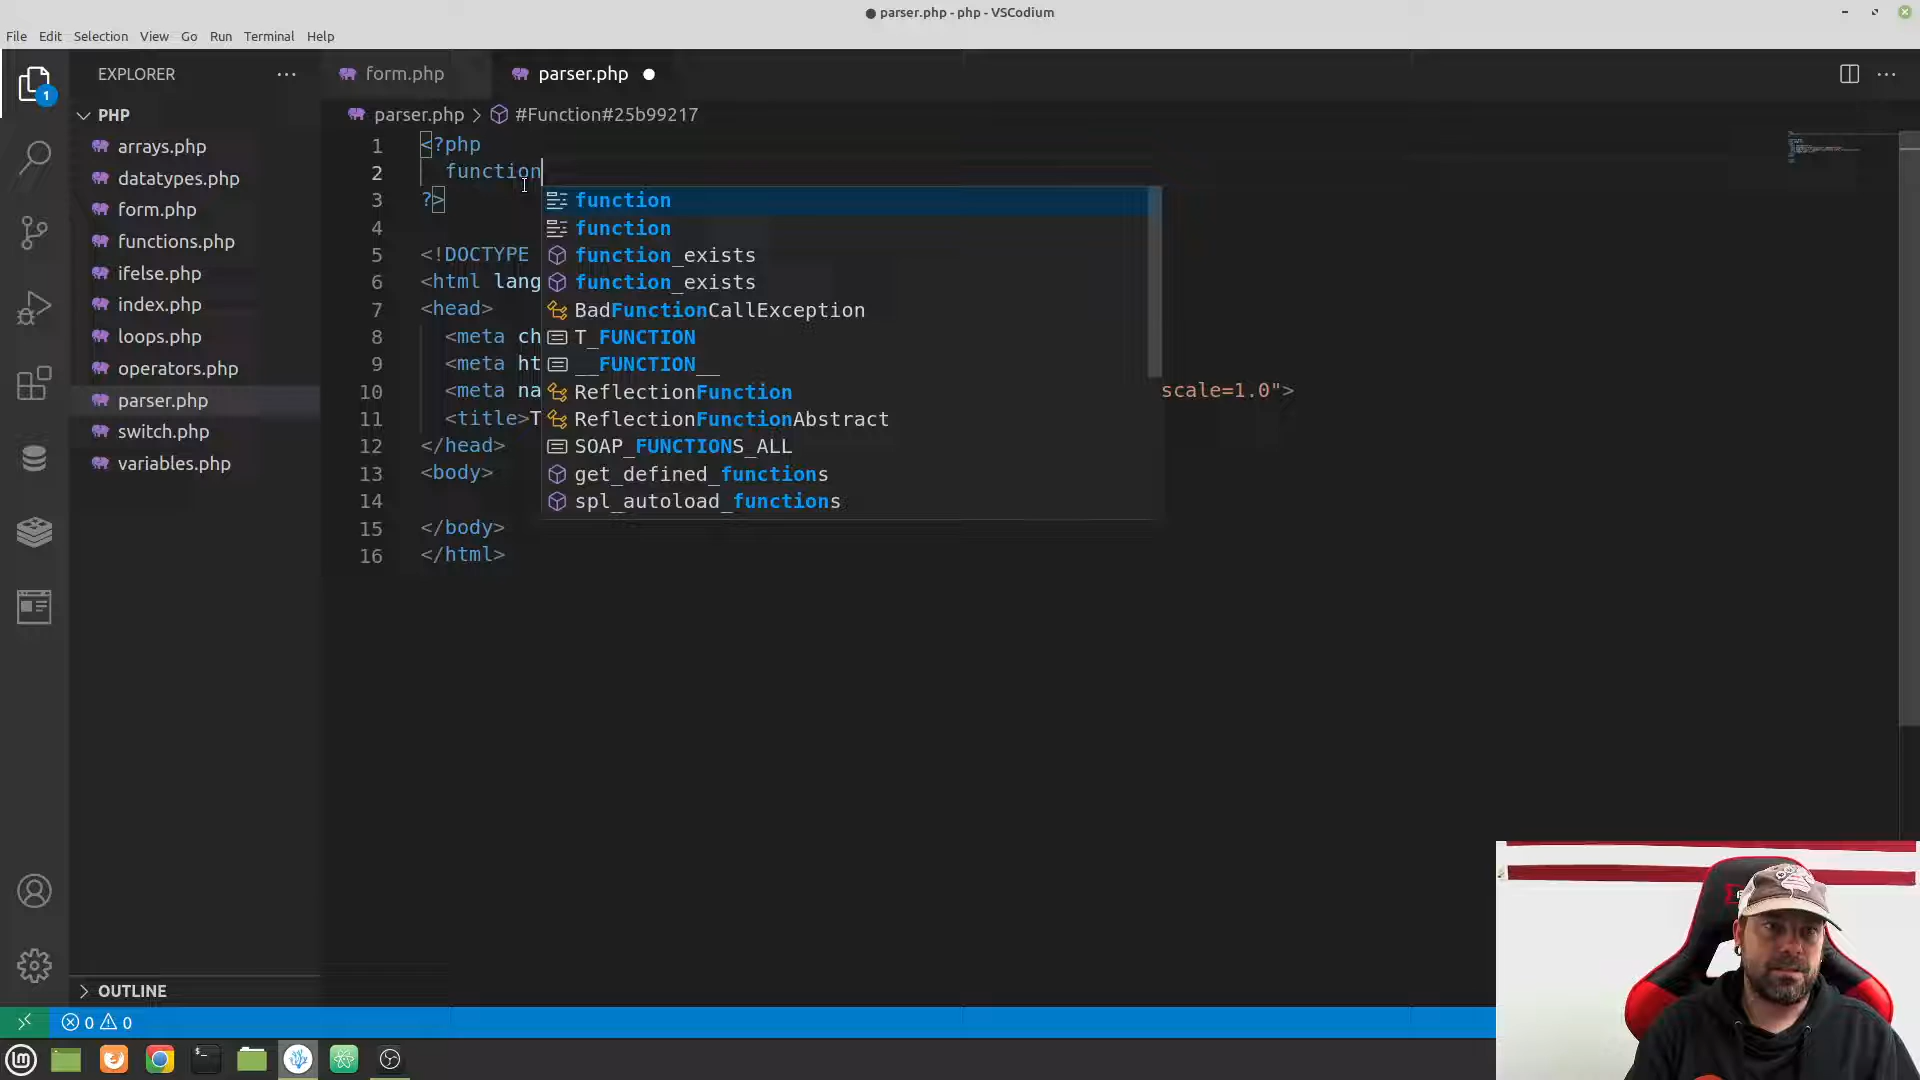 parser.php - php - VSCodium
File Edit Selection View Go Run Terminal Help
EXPLORER
form.php
parser.php
PHP
parser.php
#Function#25b99217
arrays.php
datatypes.php
form.php
functions.php
ifelse.php
index.php
loops.php
operators.php
parser.php
switch.php
variables.php
1 <?php
2 function
3 ?>
4
5 <!DOCTYPE
6 <html lang
7 <head>
8 <meta ch
9 <meta ht
10 <meta na scale=1.0">
11 <title>T
12 </head>
13 <body>
14
15 </body>
16 </html>
function
function
function_exists
function_exists
BadFunctionCallException
T_FUNCTION
__FUNCTION__
ReflectionFunction
ReflectionFunctionAbstract
SOAP_FUNCTIONS_ALL
get_defined_functions
spl_autoload_functions
1
OUTLINE
0 0